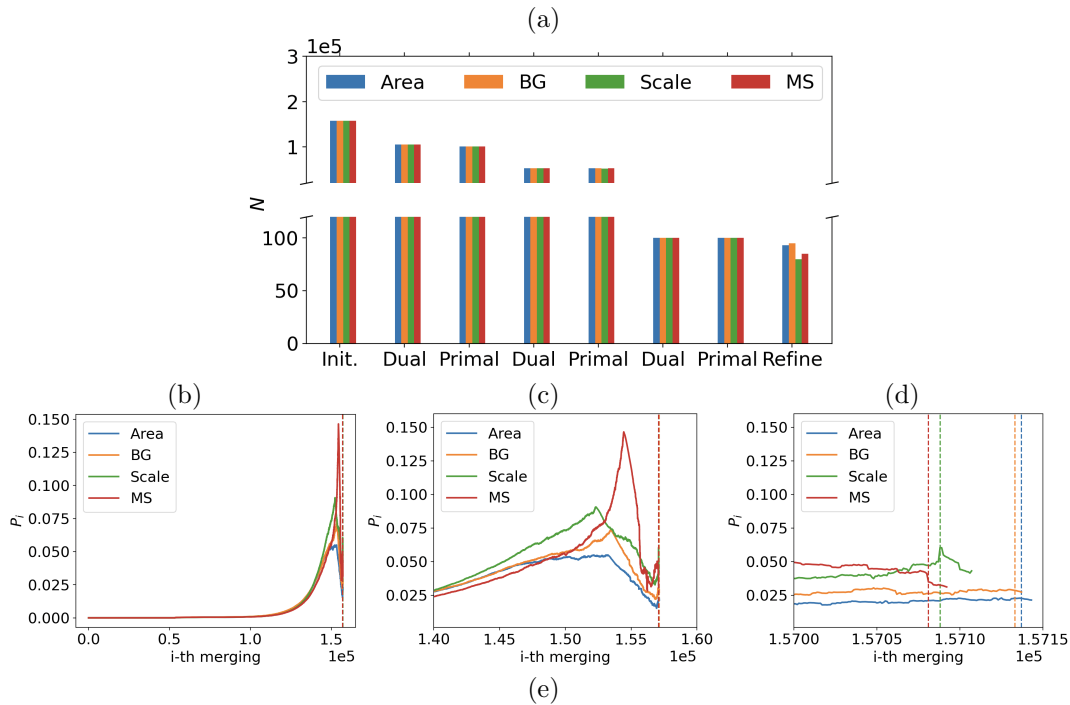 (a)
1e5
Area BG Scale MS
3
2
1
N
100
50
0
Init. Dual Primal Dual Primal Dual Primal Refine
(b) (c) (d)
0.150
0.125
0.100
0.075
0.050
0.025
0.000
P_i
Area
BG
Scale
MS
0.0 0.5 1.0 1.5
i-th merging
1e5
0.150
0.125
0.100
0.075
0.050
0.025
P_i
Area
BG
Scale
MS
1.40 1.45 1.50 1.55 1.60
i-th merging
1e5
0.150
0.125
0.100
0.075
0.050
0.025
P_i
Area
BG
Scale
MS
1.570 1.5705 1.5710 1.5715
i-th merging
1e5
(e)